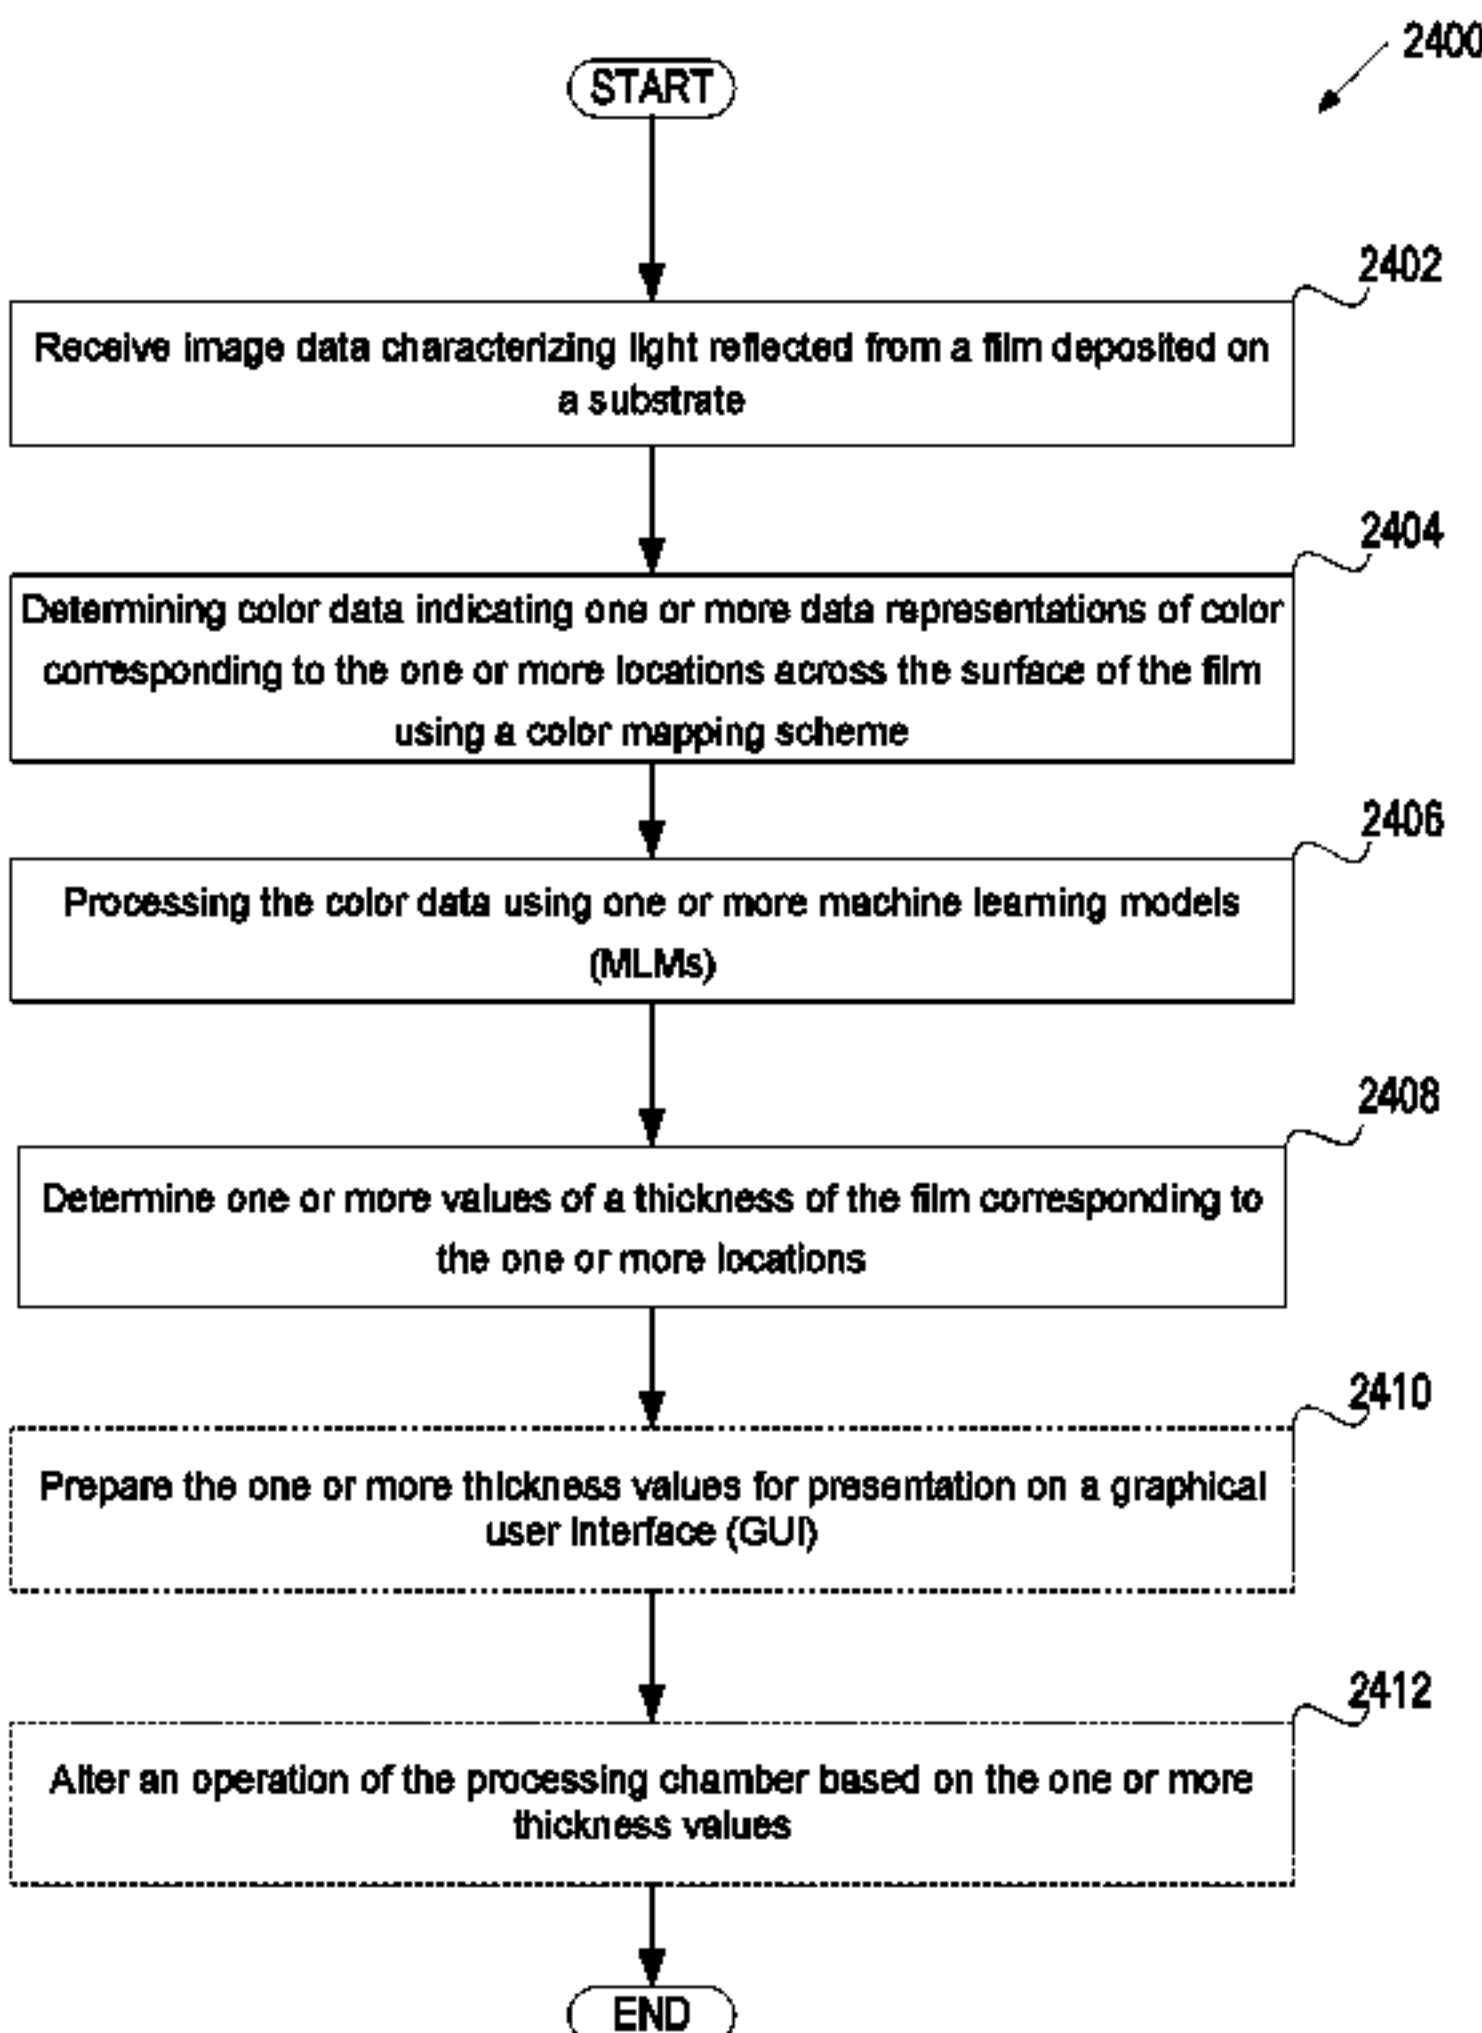 2400
START
2402
Receive image data characterizing light reflected from a film deposited on
a substrate
2404
Determining color data indicating one or more data representations of color
corresponding to the one or more locations across the surface of the film
using a color mapping scheme
2406
Processing the color data using one or more machine learning models
(MLMs)
2408
Determine one or more values of a thickness of the film corresponding to
the one or more locations
2410
Prepare the one or more thickness values for presentation on a graphical
user interface (GUI)
2412
Alter an operation of the processing chamber based on the one or more
thickness values
END